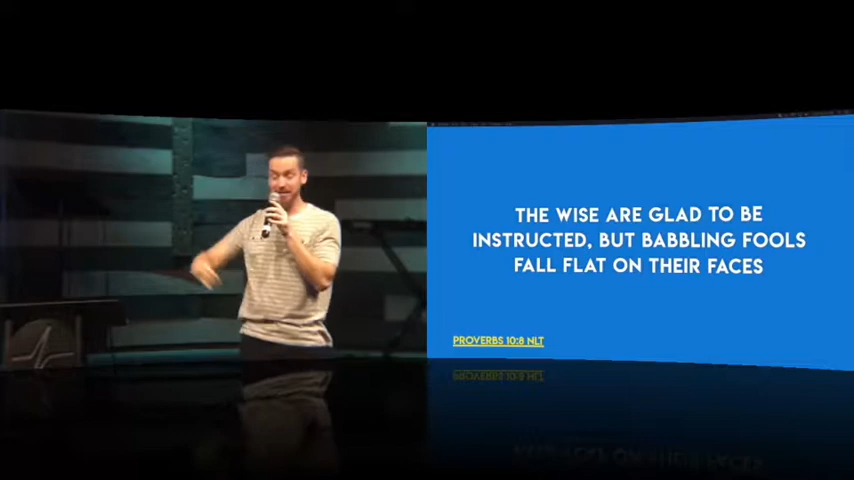 THE WISE ARE GLAD TO BE
INSTRUCTED, BUT BABBLING FOOLS
FALL FLAT ON THEIR FACES
PROVERBS 10:8 NLT